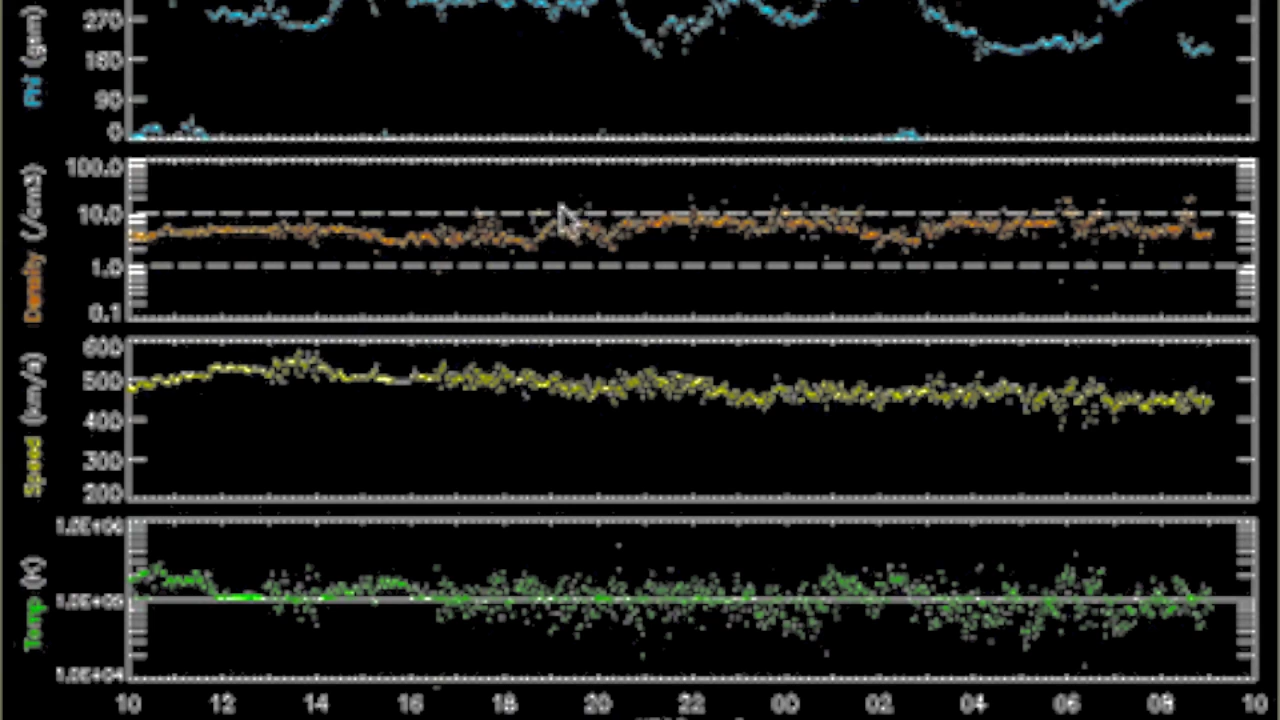 Phi (gsm)
270
180
90
0
Density (/cm3)
100.0
10.0
1.0
0.1
Speed (km/s)
600
500
400
300
200
Temp (K)
1.0E+06
1.0E+05
1.0E+04
10 12 14 16 18 20 22 00 02 04 06 08 10